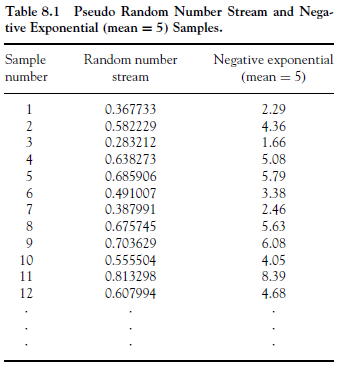 Table 8.1 Pseudo Random Number Stream and Nega-
tive Exponential (mean = 5) Samples.
Sample number Random number stream Negative exponential (mean = 5)
1 0.367733 2.29
2 0.582229 4.36
3 0.283212 1.66
4 0.638273 5.08
5 0.685906 5.79
6 0.491007 3.38
7 0.387991 2.46
8 0.675745 5.63
9 0.703629 6.08
10 0.555504 4.05
11 0.813298 8.39
12 0.607994 4.68
. . .
. . .
. . .